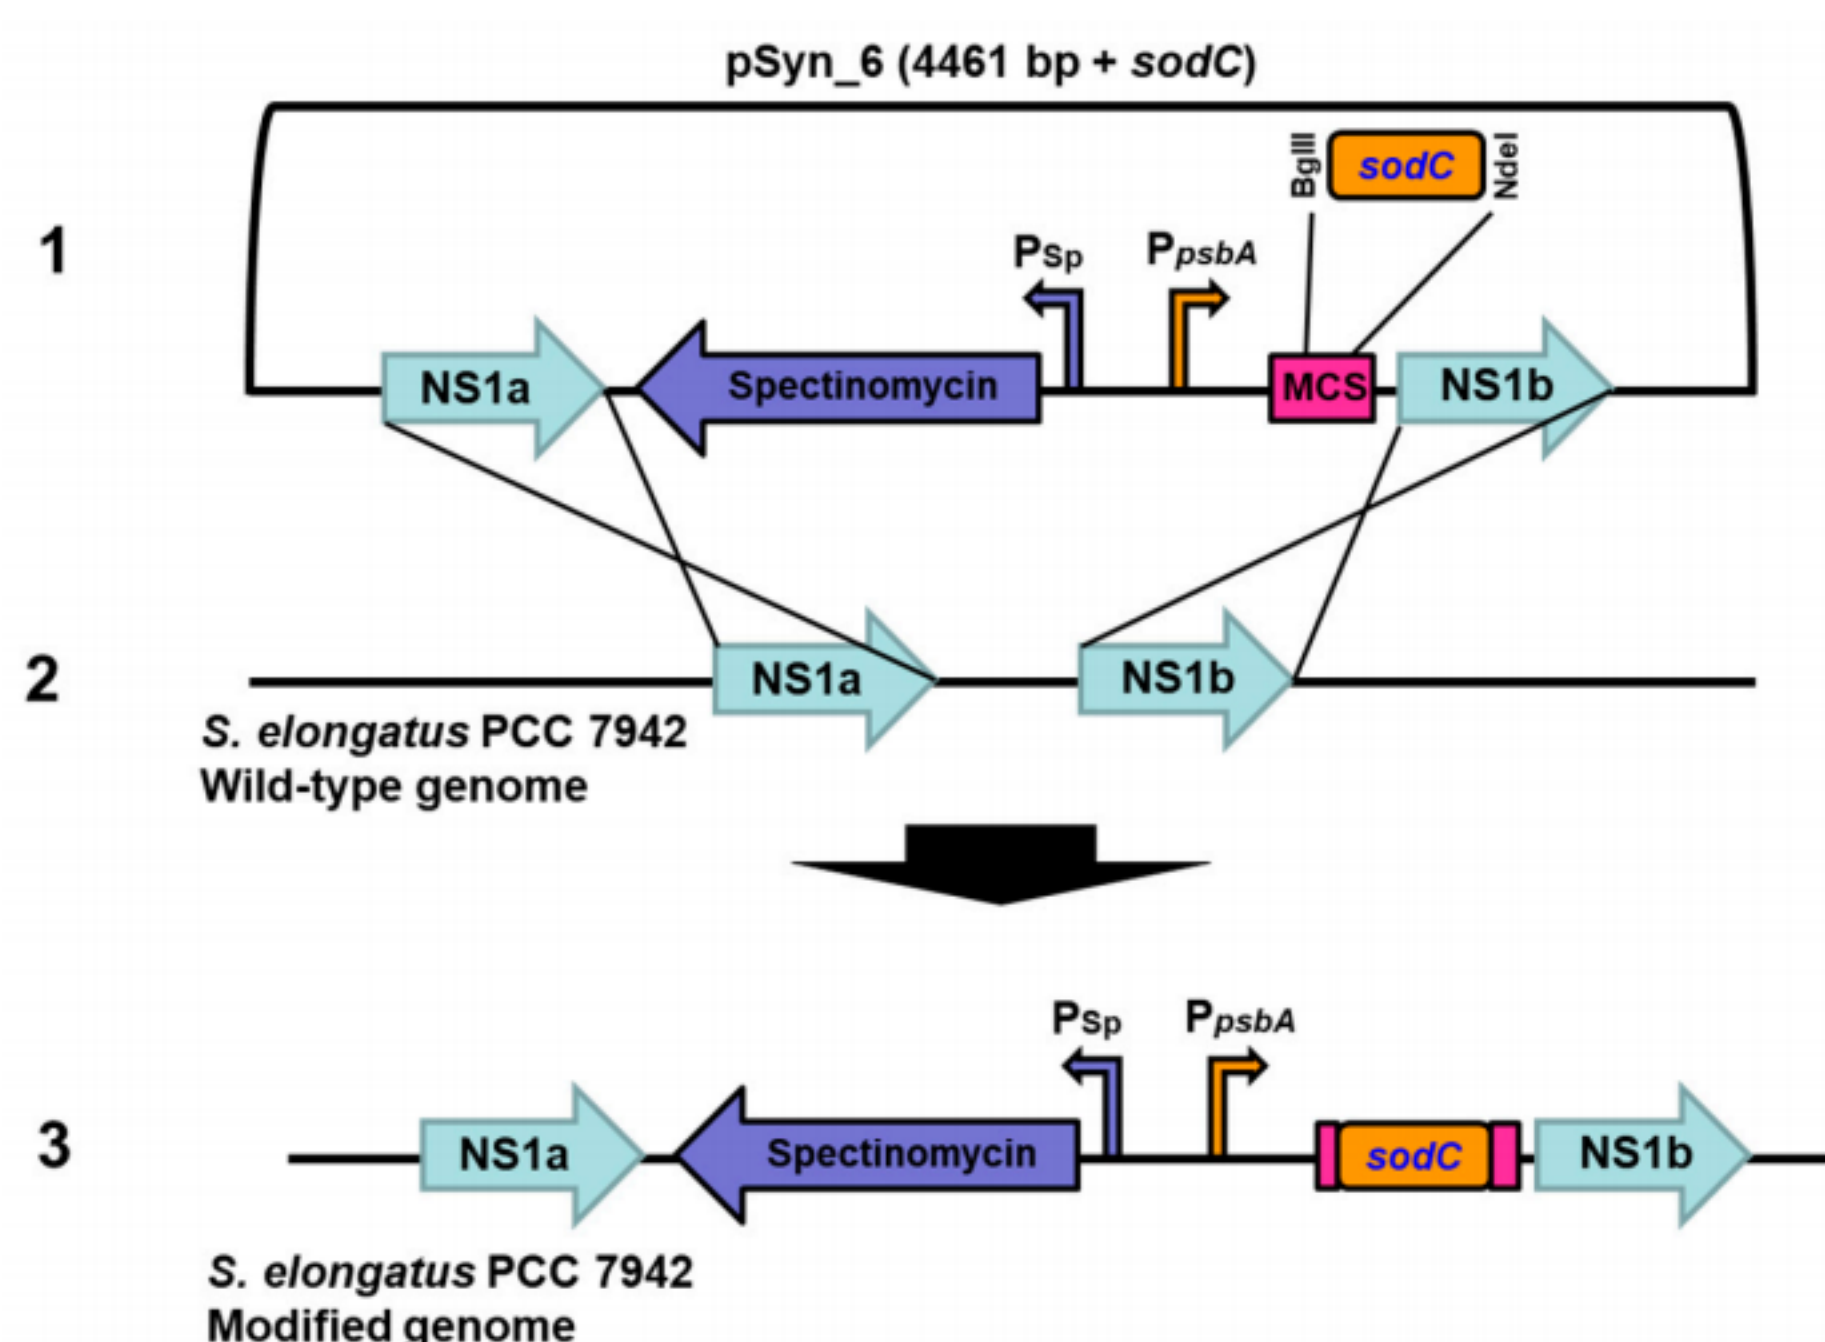 pSyn_6 (4461 bp + sodC)
BglII
sodC
NdeI
1
PSp
PpsbA
NS1a
Spectinomycin
MCS
NS1b
2
NS1a
NS1b
S. elongatus PCC 7942
Wild-type genome
PSp
PpsbA
3
NS1a
Spectinomycin
sodC
NS1b
S. elongatus PCC 7942
Modified genome